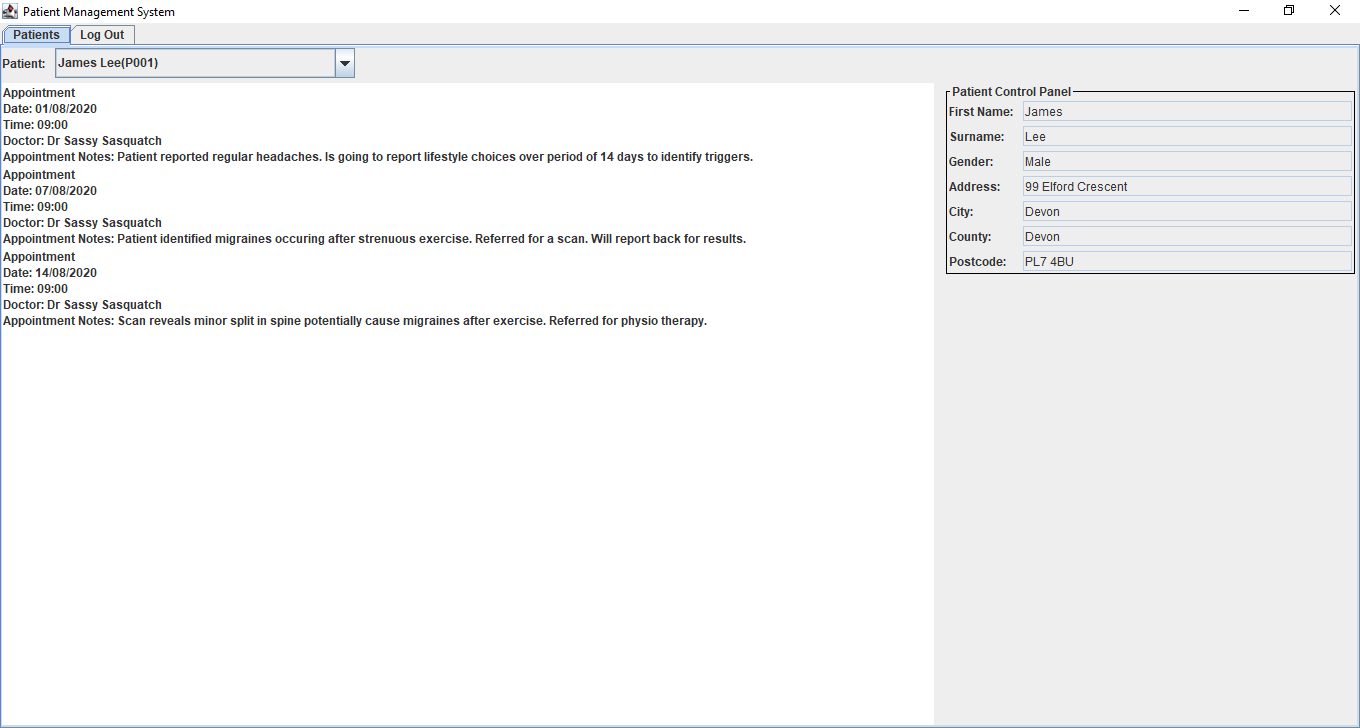 Patient Management System
Patients
Log Out
Patient:
James Lee(P001)
Appointment
Date: 01/08/2020
Time: 09:00
Doctor: Dr Sassy Sasquatch
Appointment Notes: Patient reported regular headaches. Is going to report lifestyle choices over period of 14 days to identify triggers.
Appointment
Date: 07/08/2020
Time: 09:00
Doctor: Dr Sassy Sasquatch
Appointment Notes: Patient identified migraines occuring after strenuous exercise. Referred for a scan. Will report back for results.
Appointment
Date: 14/08/2020
Time: 09:00
Doctor: Dr Sassy Sasquatch
Appointment Notes: Scan reveals minor split in spine potentially cause migraines after exercise. Referred for physio therapy.
Patient Control Panel
First Name: James
Surname: Lee
Gender: Male
Address: 99 Elford Crescent
City: Devon
County: Devon
Postcode: PL7 4BU